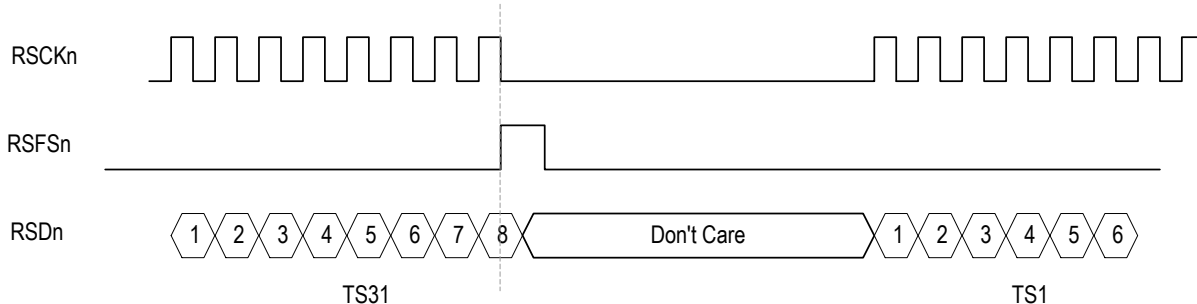 RSCKn
RSFSn
RSDn 1 2 3 4 5 6 7 8 Don't Care 1 2 3 4 5 6
TS31 TS1